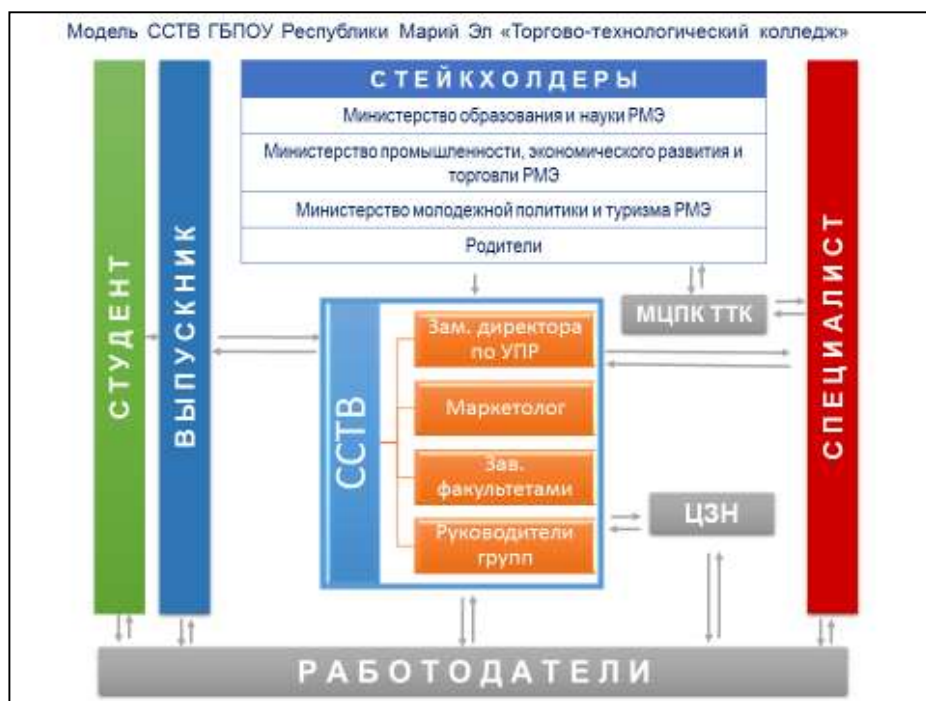 Модель ССТВ ГБПОУ Республики Марий Эл «Торгово-технологический колледж»
СТУДЕНТ
ВЫПУСКНИК
СТЕЙКХОЛДЕРЫ
Министерство образования и науки РМЭ
Министерство промышленности, экономического развития и
торговли РМЭ
Министерство молодежной политики и туризма РМЭ
Родители
МЦПК ТТК
СПЕЦИАЛИСТ
ССТВ
Зам. директора
по УПР
Маркетолог
Зав.
факультетами
Руководители
групп
ЦЗН
РАБОТОДАТЕЛИ